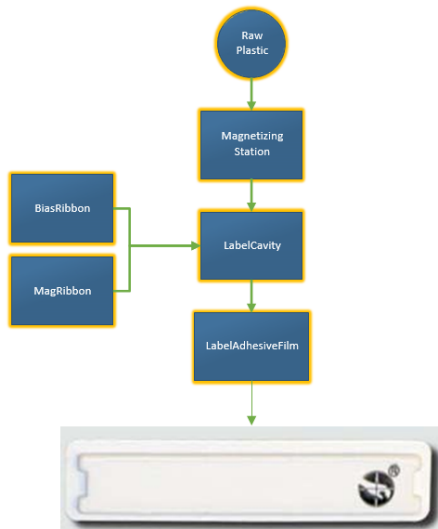 Raw
Plastic
Magnetizing
Station
BiasRibbon
LabelCavity
MagRibbon
LabelAdhesiveFilm
®